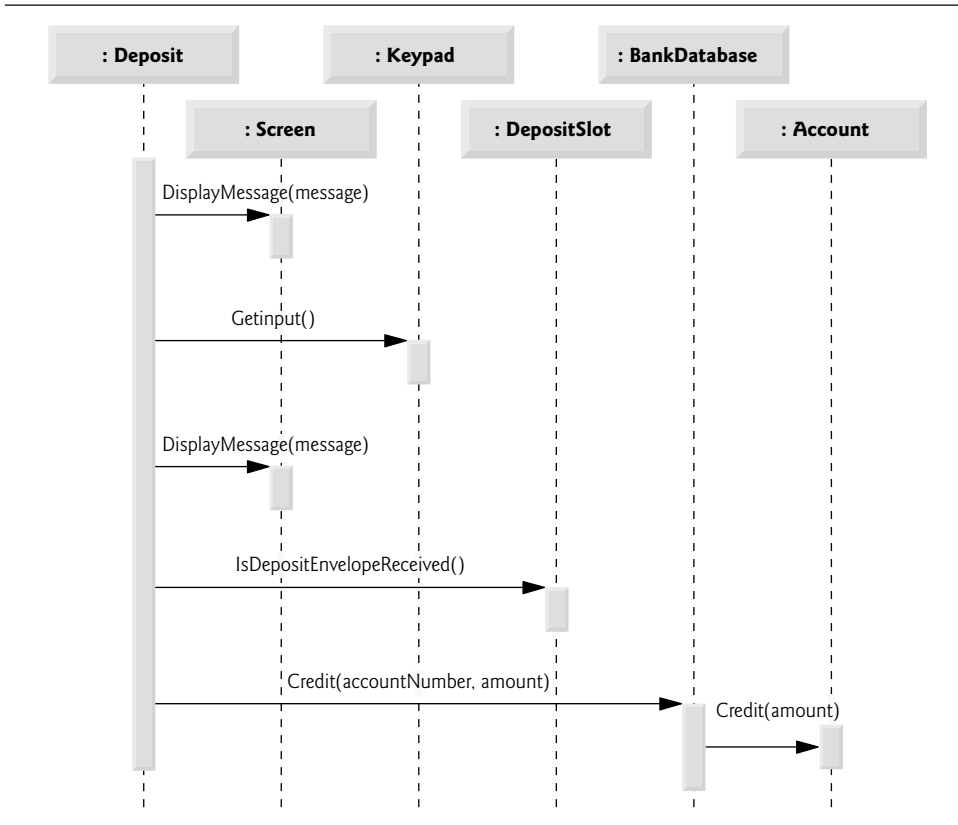 : Deposit
: Keypad
: BankDatabase
: Screen
: DepositSlot
: Account
DisplayMessage(message)
Getinput()
DisplayMessage(message)
IsDepositEnvelopeReceived()
Credit(accountNumber, amount)
Credit(amount)